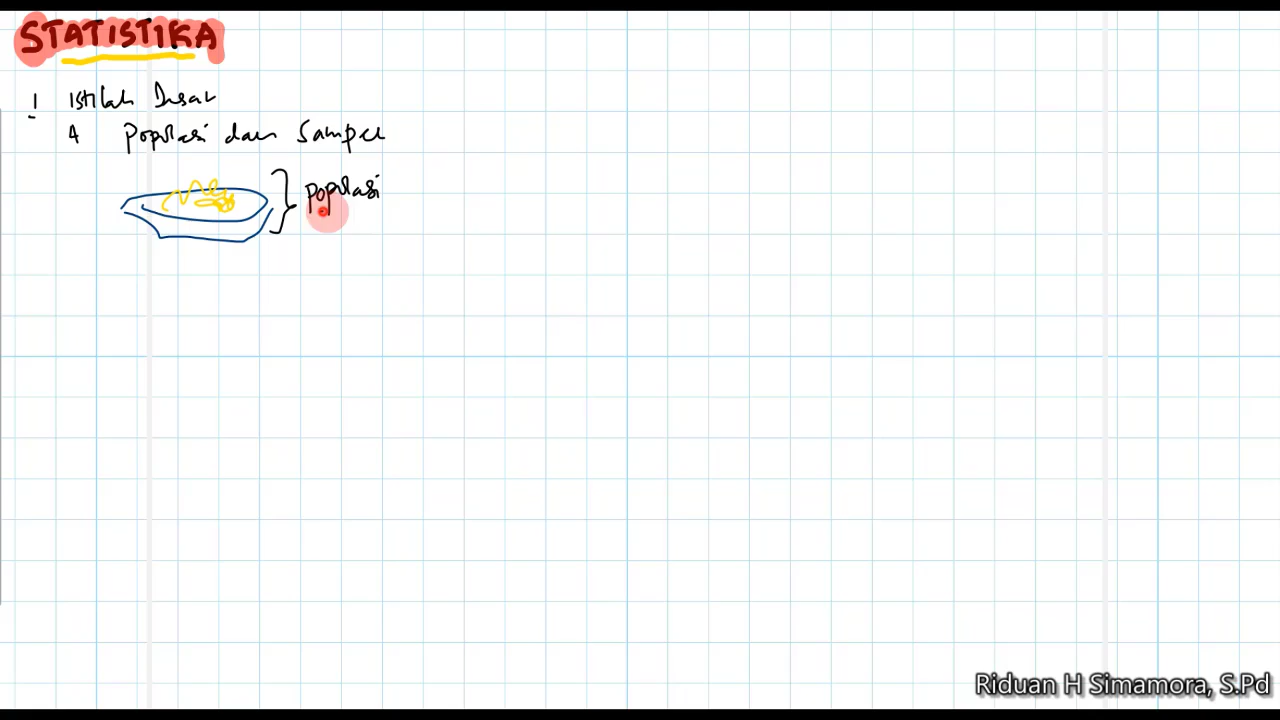 STATISTIKA
1 Istilah Dasar
A Populasi dan Sampel
Populasi
Riduan H Simamora, S.Pd